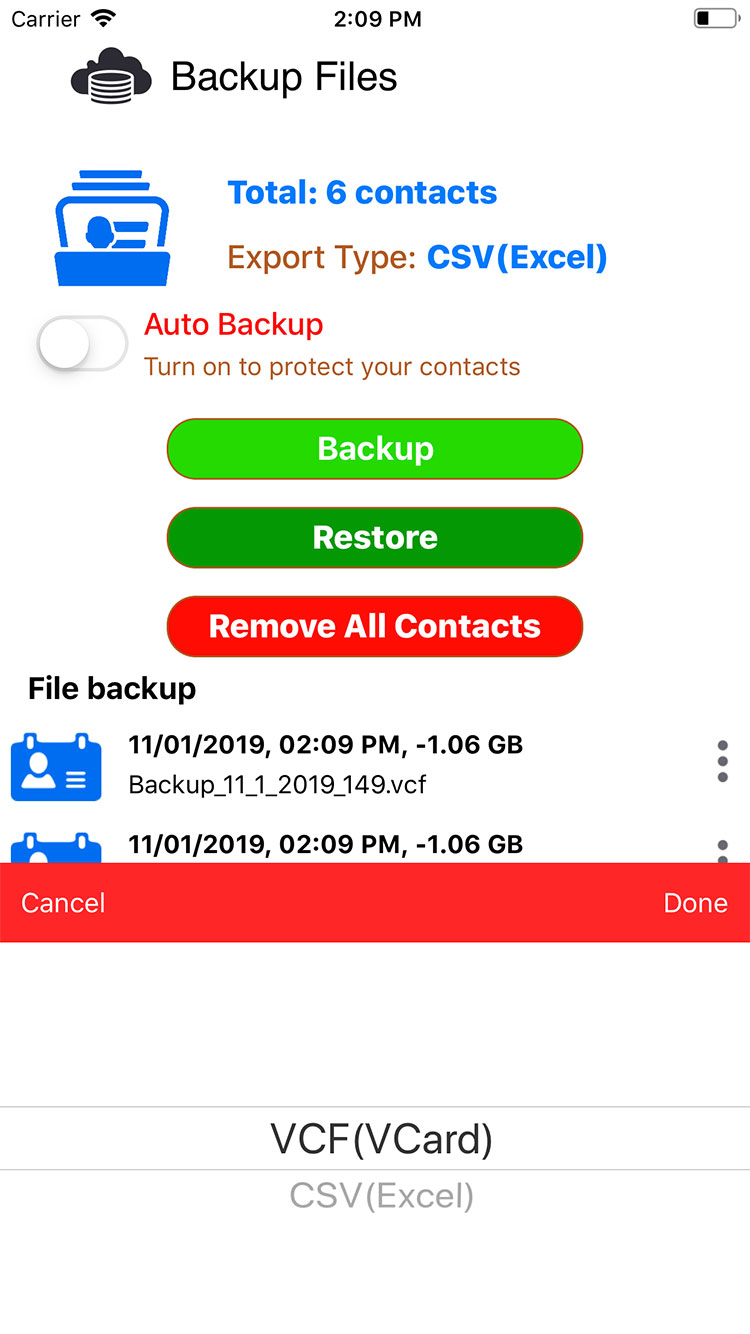 Carrier 2:09 PM
Backup Files
Total: 6 contacts
Export Type: CSV(Excel)
Auto Backup
Turn on to protect your contacts
Backup
Restore
Remove All Contacts
File backup
11/01/2019, 02:09 PM, -1.06 GB
Backup_11_1_2019_149.vcf
11/01/2019, 02:09 PM, -1.06 GB
Cancel Done
VCF(VCard)
CSV(Excel)